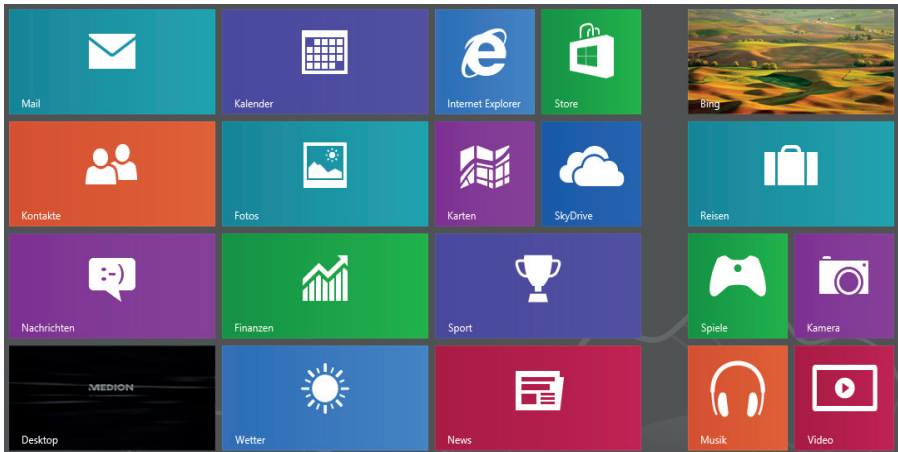 Mail
Kalender
Internet Explorer
Store
Bing
Kontakte
Fotos
Karten
SkyDrive
Reisen
:-)
Nachrichten
Finanzen
Sport
Spiele
Kamera
MEDION
Desktop
Wetter
News
Musik
Video